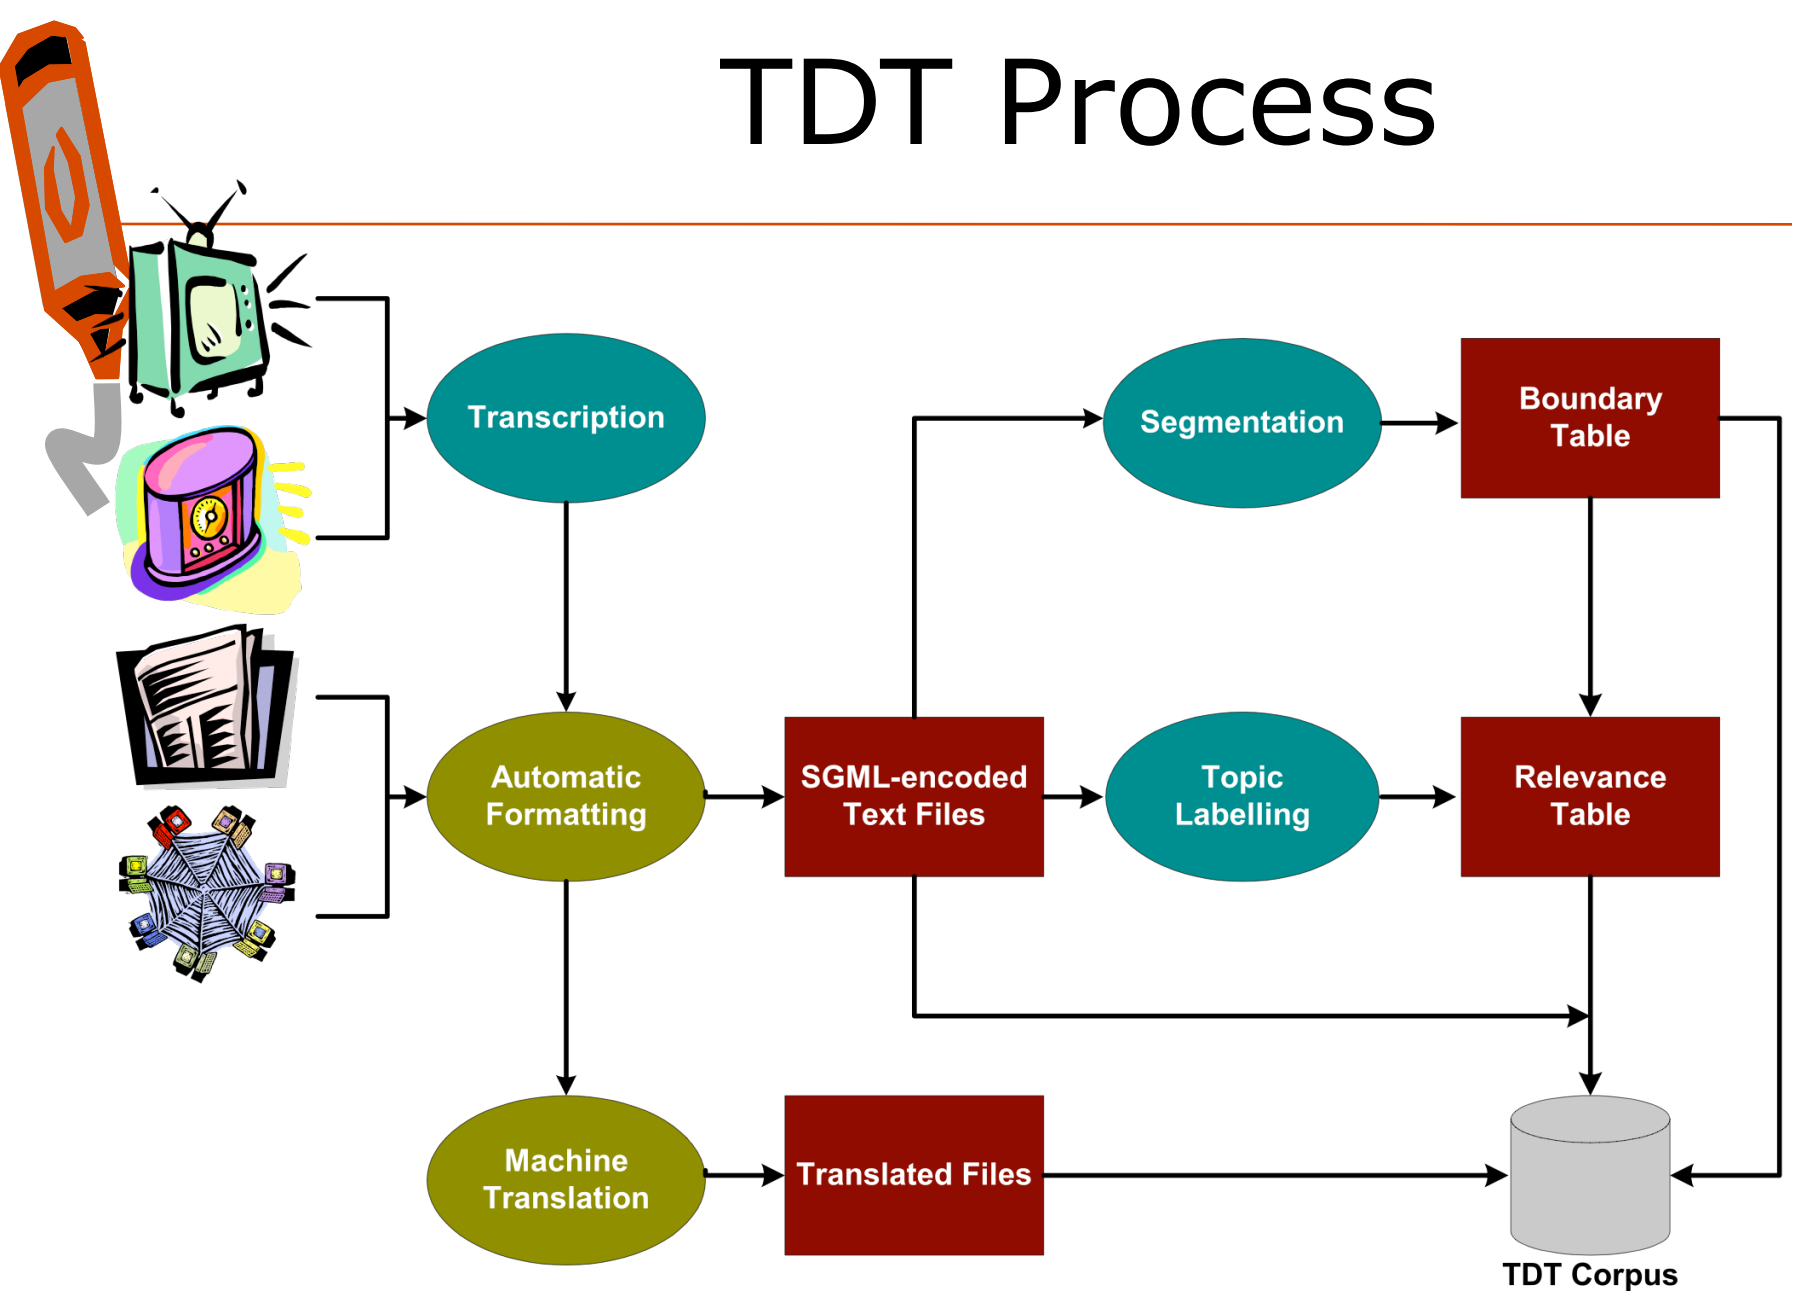 TDT Process
Transcription
Segmentation
Boundary
Table
Automatic
Formatting
SGML-encoded
Text Files
Topic
Labelling
Relevance
Table
Machine
Translation
Translated Files
TDT Corpus